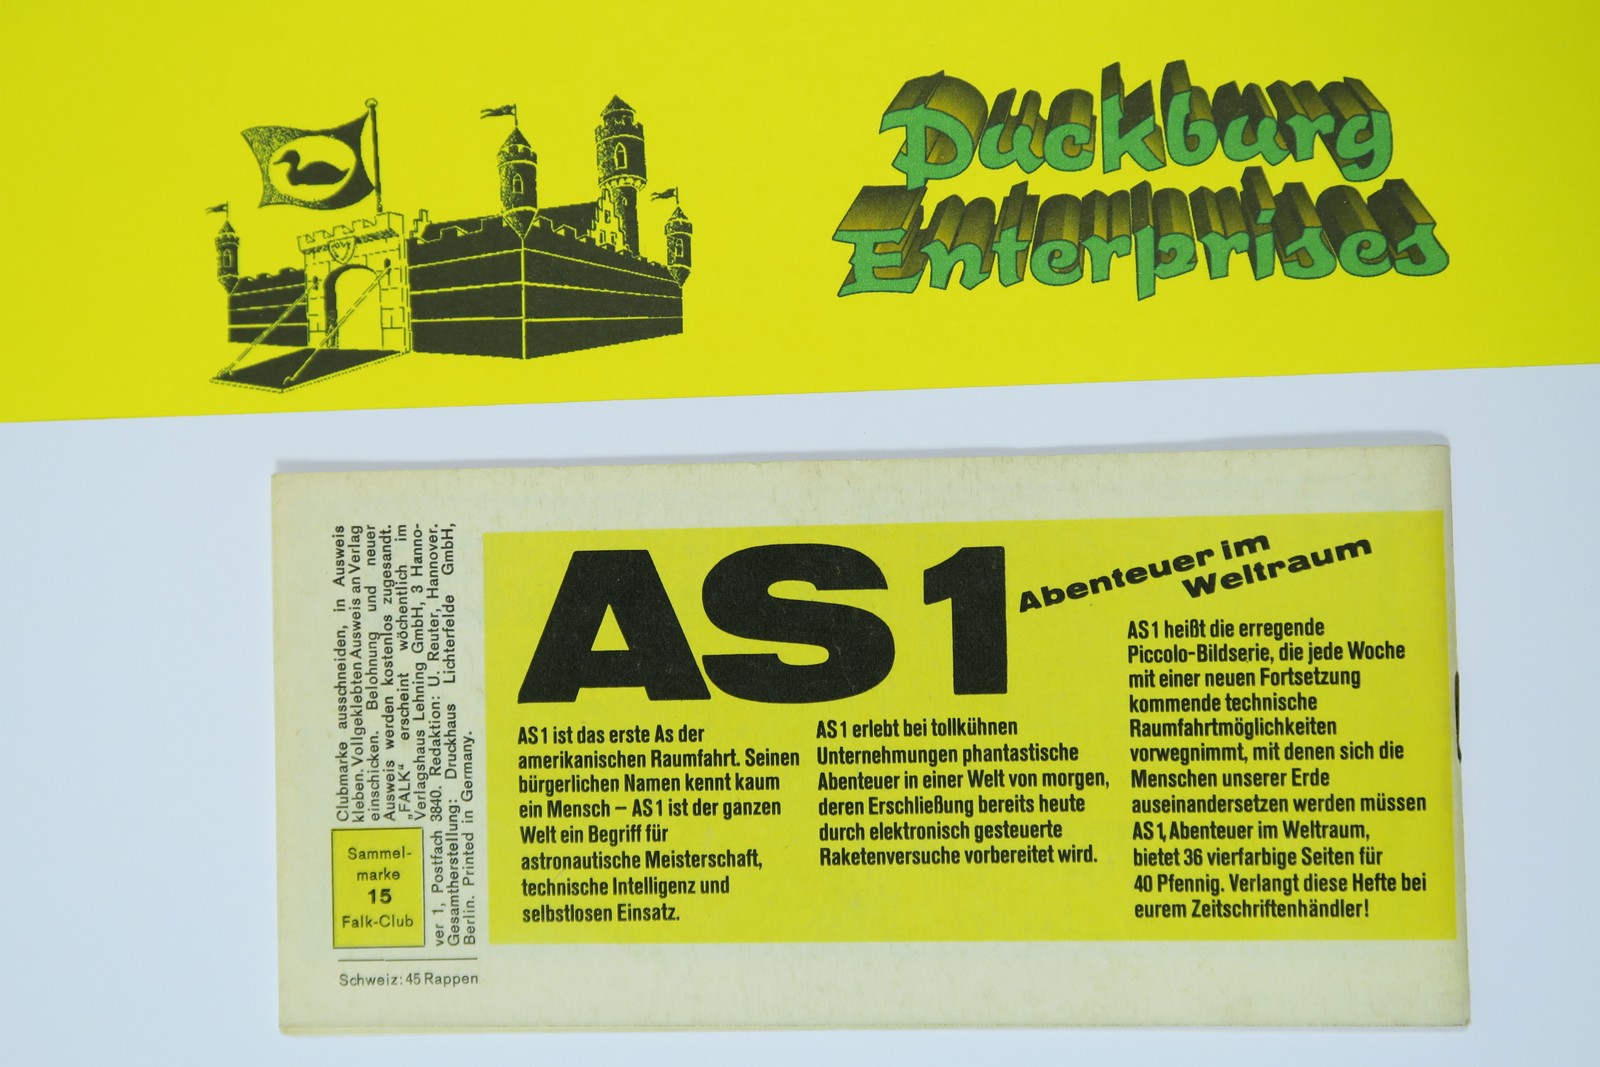 Duckburg
Enterprises
Clubmarke ausschneiden, in Ausweis
kleben. Vollgeklebten Ausweis an Verlag
einschicken. Belohnung und neuer
Ausweis werden kostenlos zugesandt.
„FALK“ erscheint wöchentlich im
Verlagshaus Lehning GmbH, 3 Hanno-
ver 1, Postfach 3840. Redaktion: U. Reuter, Hannover.
Gesamtherstellung: Druckhaus Lichterfelde GmbH,
Berlin. Printed in Germany.
Sammel-
marke
15
Falk-Club
Schweiz: 45 Rappen
AS1
Abenteuer im
Weltraum
AS1 ist das erste As der
amerikanischen Raumfahrt. Seinen
bürgerlichen Namen kennt kaum
ein Mensch – AS1 ist der ganzen
Welt ein Begriff für
astronautische Meisterschaft,
technische Intelligenz und
selbstlosen Einsatz.
AS1 erlebt bei tollkühnen
Unternehmungen phantastische
Abenteuer in einer Welt von morgen,
deren Erschließung bereits heute
durch elektronisch gesteuerte
Raketenversuche vorbereitet wird.
AS1 heißt die erregende
Piccolo-Bildserie, die jede Woche
mit einer neuen Fortsetzung
kommende technische
Raumfahrtmöglichkeiten
vorwegnimmt, mit denen sich die
Menschen unserer Erde
auseinandersetzen werden müssen
AS1, Abenteuer im Weltraum,
bietet 36 vierfarbige Seiten für
40 Pfennig. Verlangt diese Hefte bei
eurem Zeitschriftenhändler!